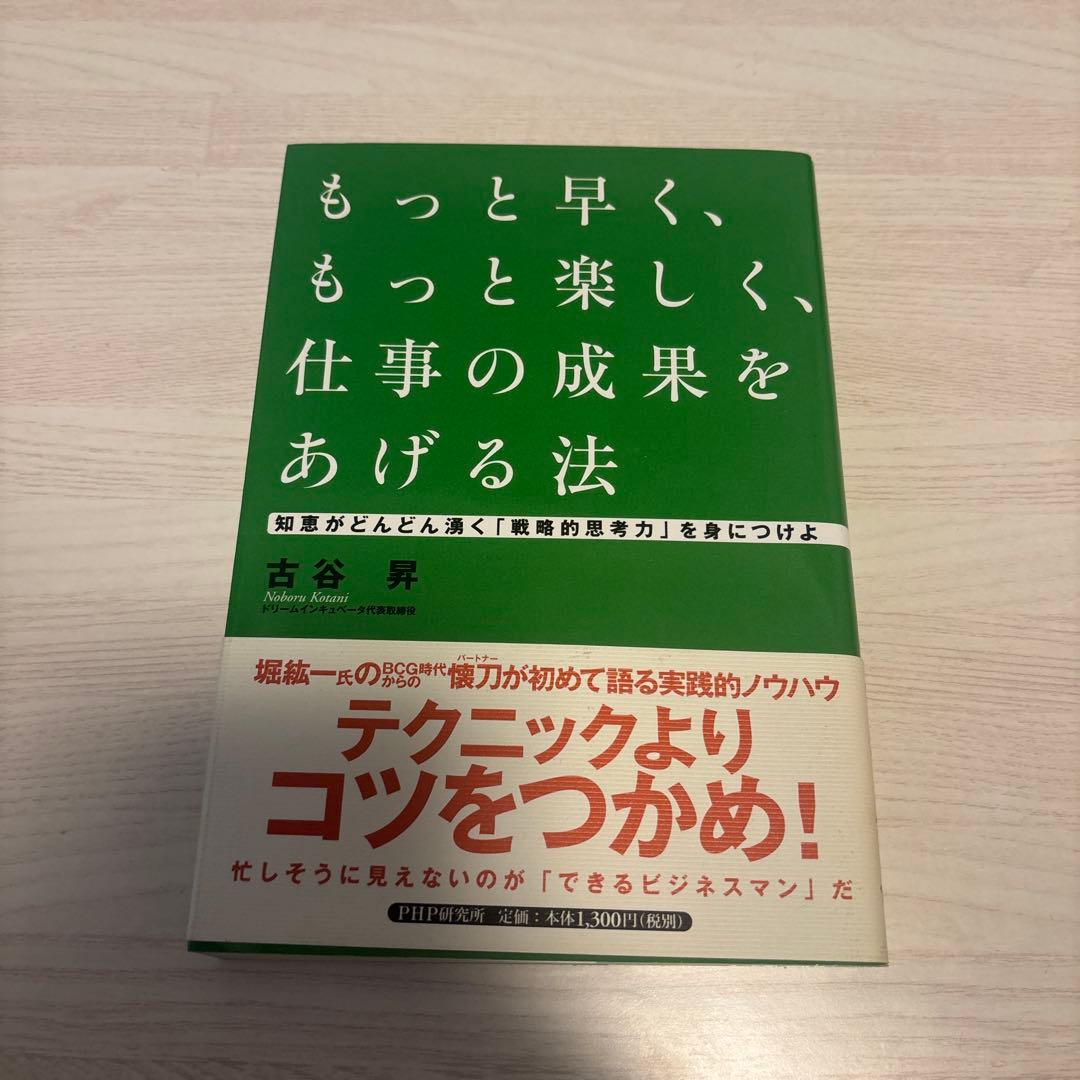 もっと早く、
もっと楽しく、
仕事の成果を
あげる法
知恵がどんどん湧く「戦略的思考力」を身につけよ
古谷 昇
Noboru Kotani
ドリームインキュベータ代表取締役
堀紘一氏のBCG時代からの懐刀が初めて語る実践的ノウハウ
パートナー
テクニックより
コツをつかめ!
忙しそうに見えないのが「できるビジネスマン」だ
PHP研究所 定価:本体1,300円(税別)